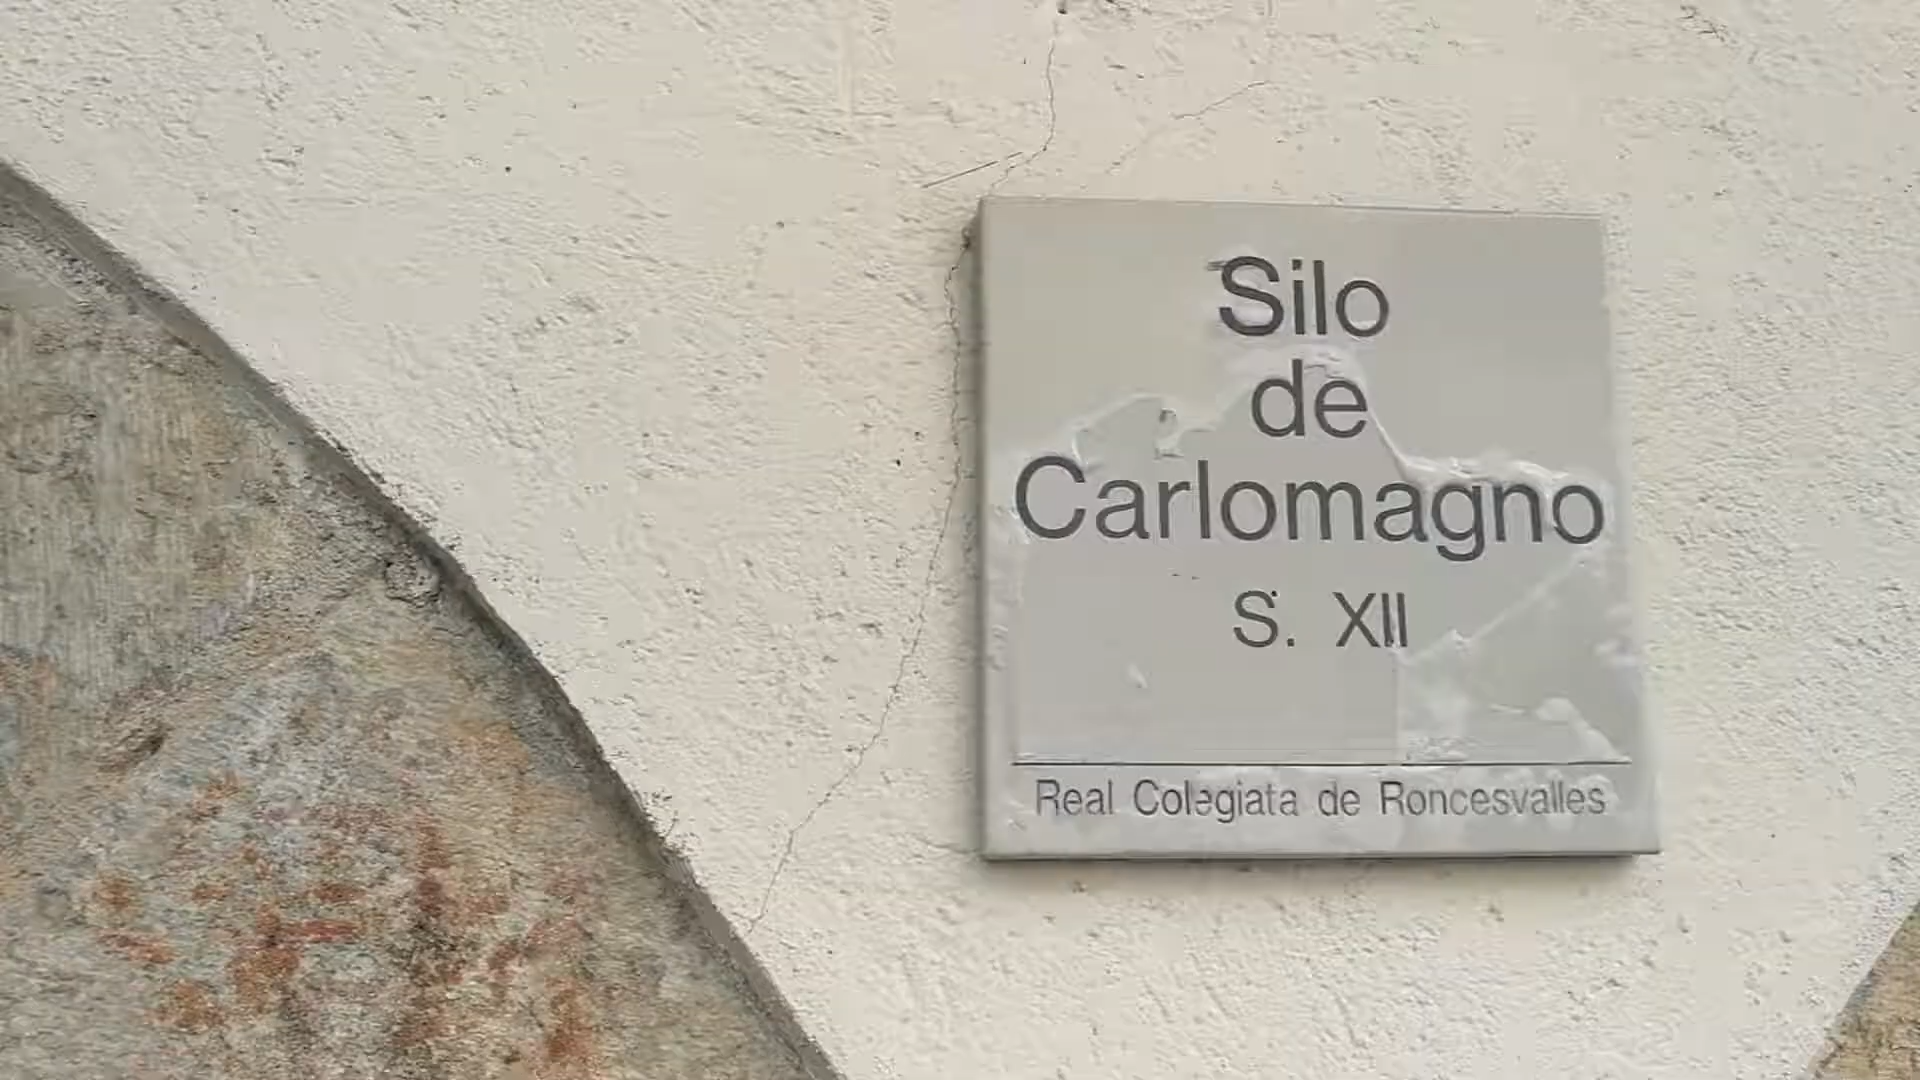 Silo
de
Carlomagno
S. XII
Real Colegiata de Roncesvalles